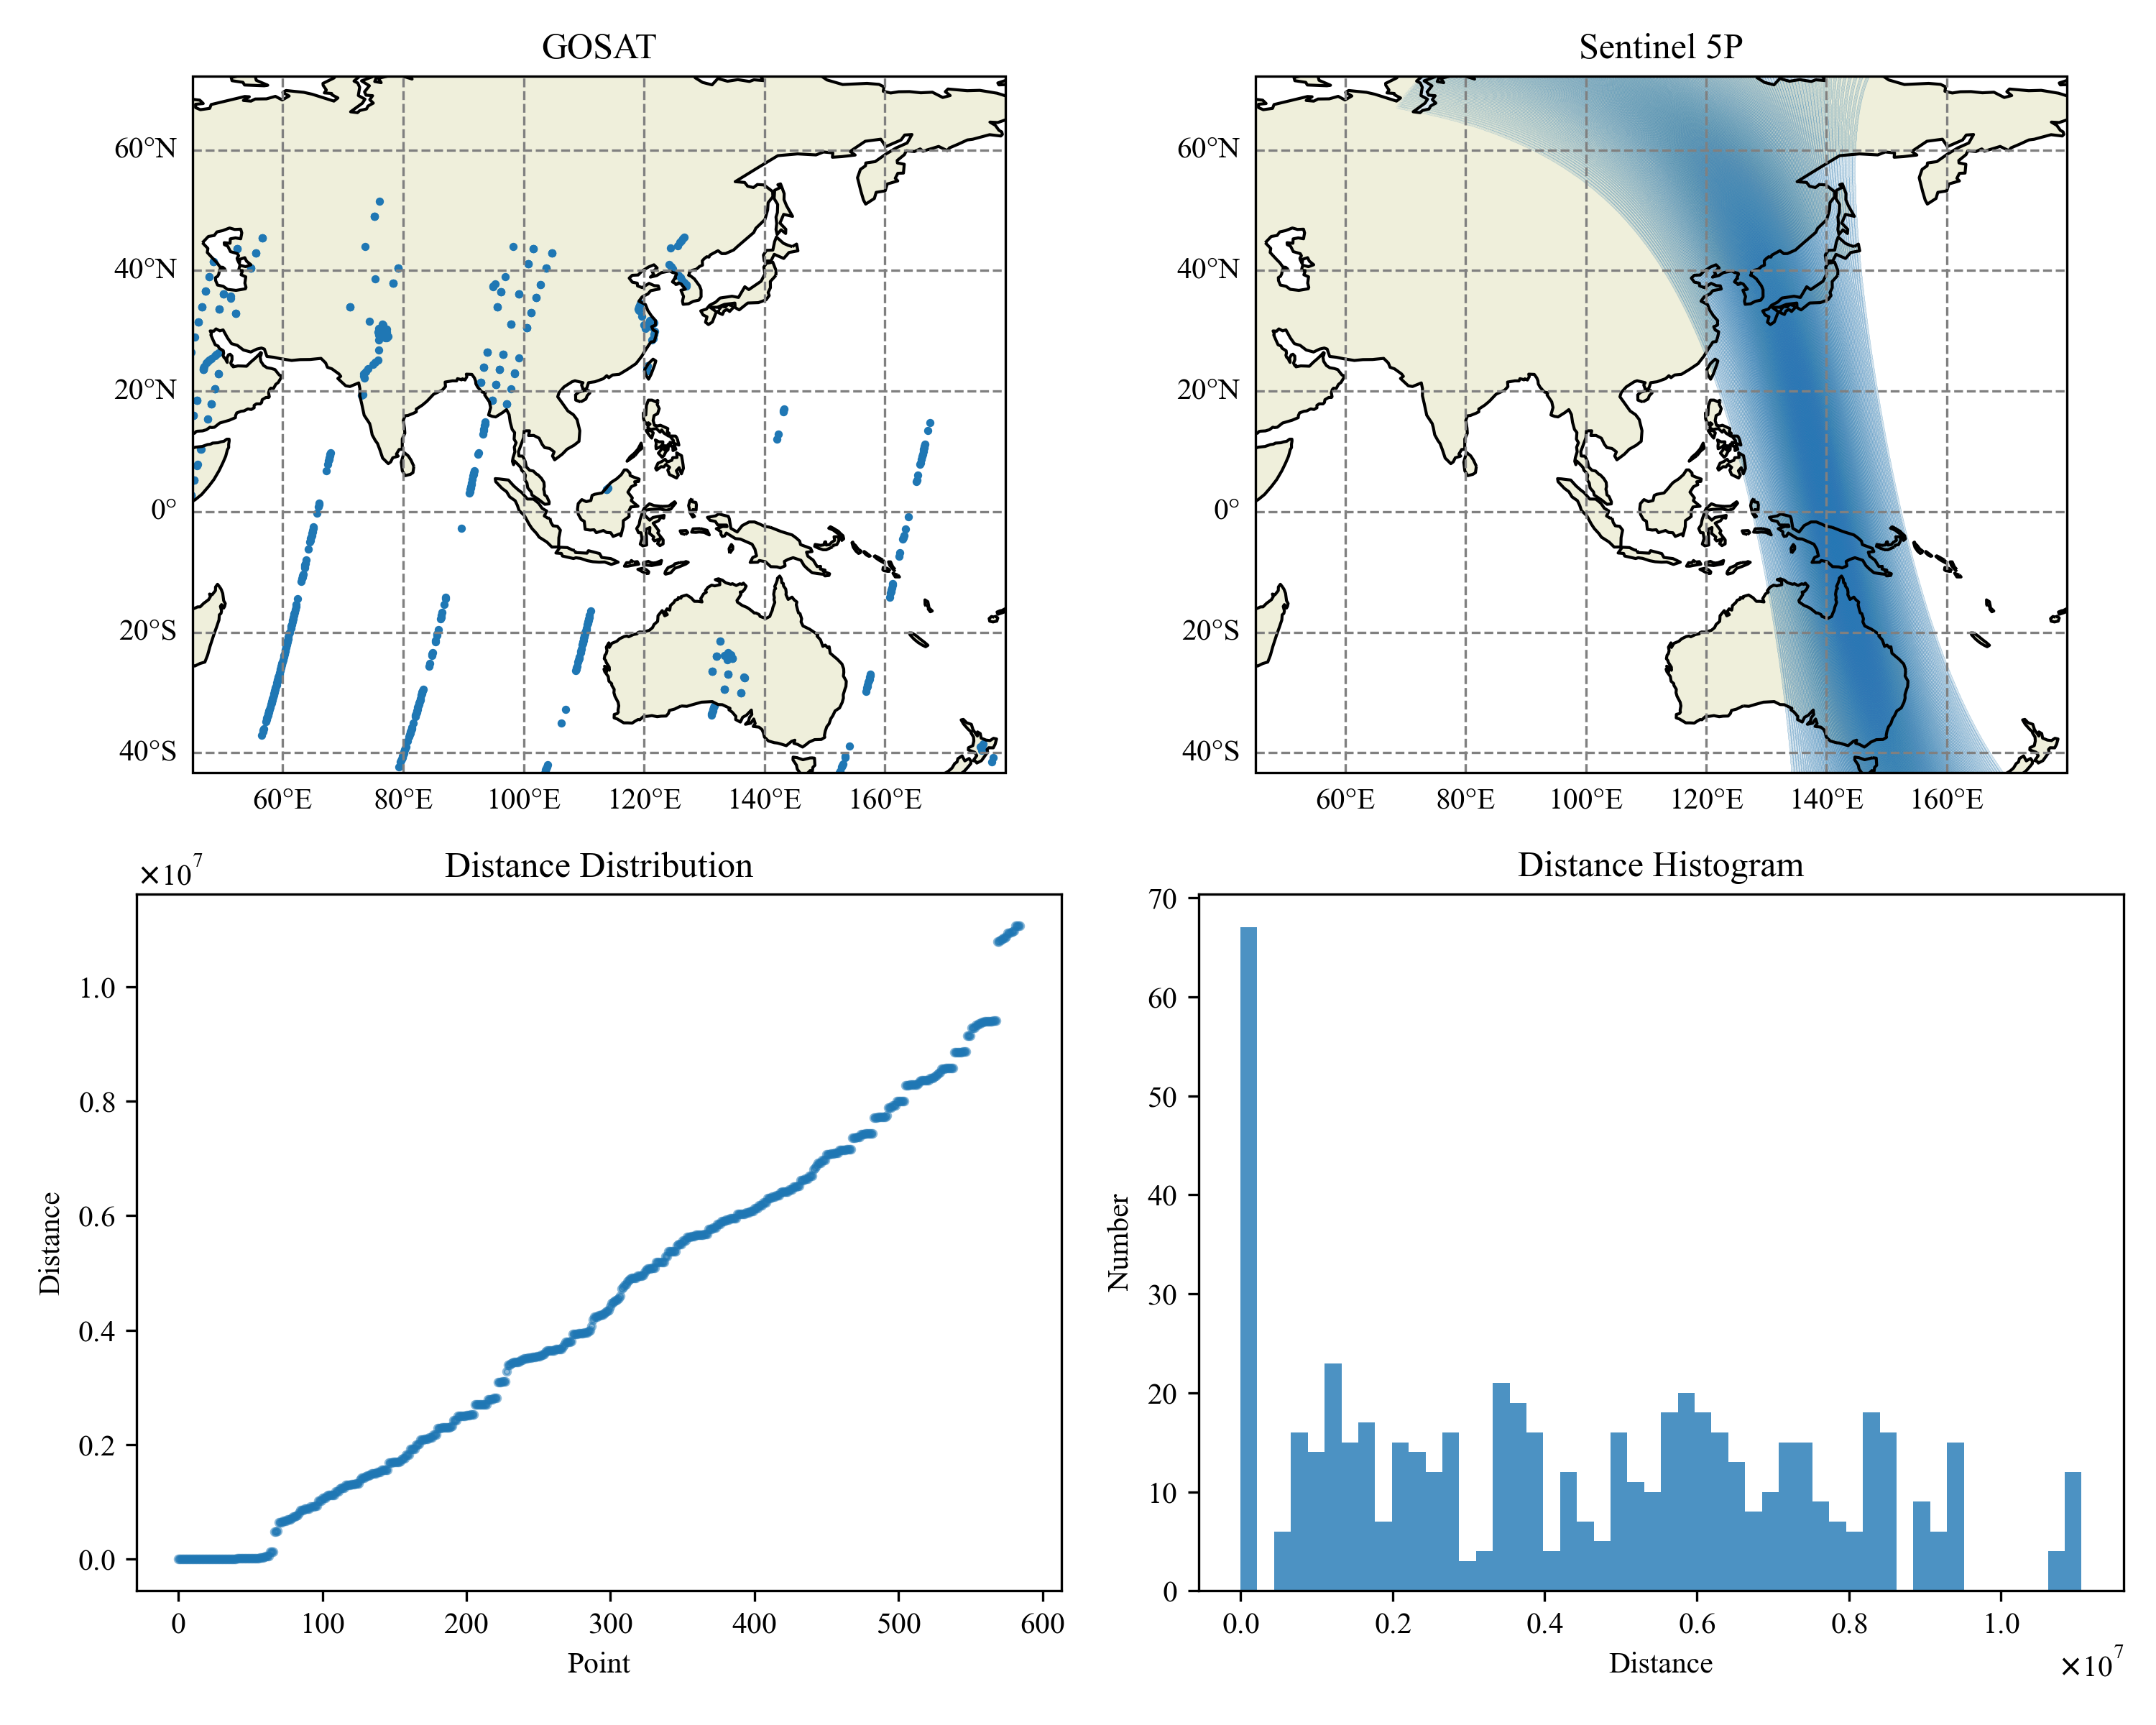 GOSAT
60°N
40°N
20°N
0°
20°S
40°S
60°E 80°E 100°E 120°E 140°E 160°E
Sentinel 5P
60°N
40°N
20°N
0°
20°S
40°S
60°E 80°E 100°E 120°E 140°E 160°E
×10⁷
Distance Distribution
1.0
0.8
0.6
0.4
0.2
0.0
Distance
0 100 200 300 400 500 600
Point
Distance Histogram
70
60
50
40
30
20
10
0
Number
0.0 0.2 0.4 0.6 0.8 1.0
Distance
×10⁷